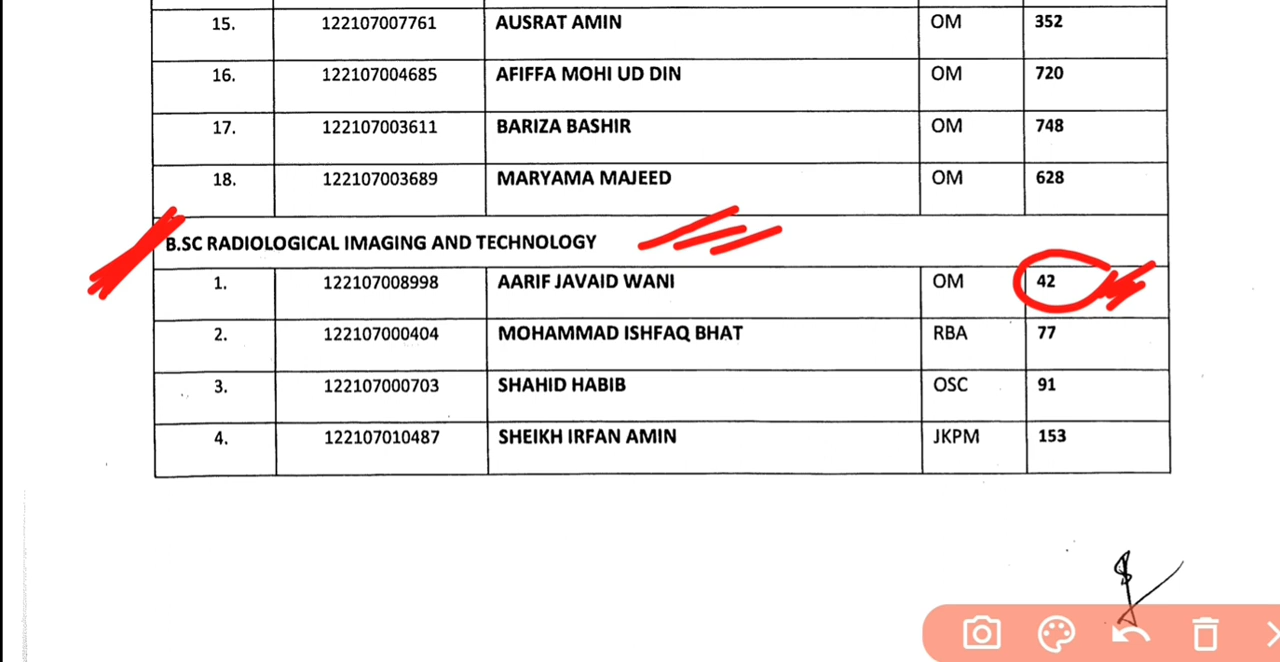 15. 122107007761 AUSRAT AMIN OM 352
16. 122107004685 AFIFFA MOHI UD DIN OM 720
17. 122107003611 BARIZA BASHIR OM 748
18. 122107003689 MARYAMA MAJEED OM 628
B.SC RADIOLOGICAL IMAGING AND TECHNOLOGY
1. 122107008998 AARIF JAVAID WANI OM 42
2. 122107000404 MOHAMMAD ISHFAQ BHAT RBA 77
3. 122107000703 SHAHID HABIB OSC 91
4. 122107010487 SHEIKH IRFAN AMIN JKPM 153